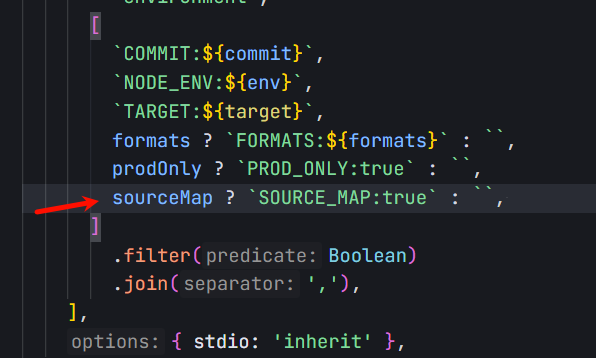 'environment',
[
`COMMIT:${commit}`,
`NODE_ENV:${env}`,
`TARGET:${target}`,
formats ? `FORMATS:${formats}` : ``,
prodOnly ? `PROD_ONLY:true` : ``,
sourceMap ? `SOURCE_MAP:true` : ``,
]
.filter( predicate: Boolean)
.join( separator: ','),
],
options: { stdio: 'inherit' },